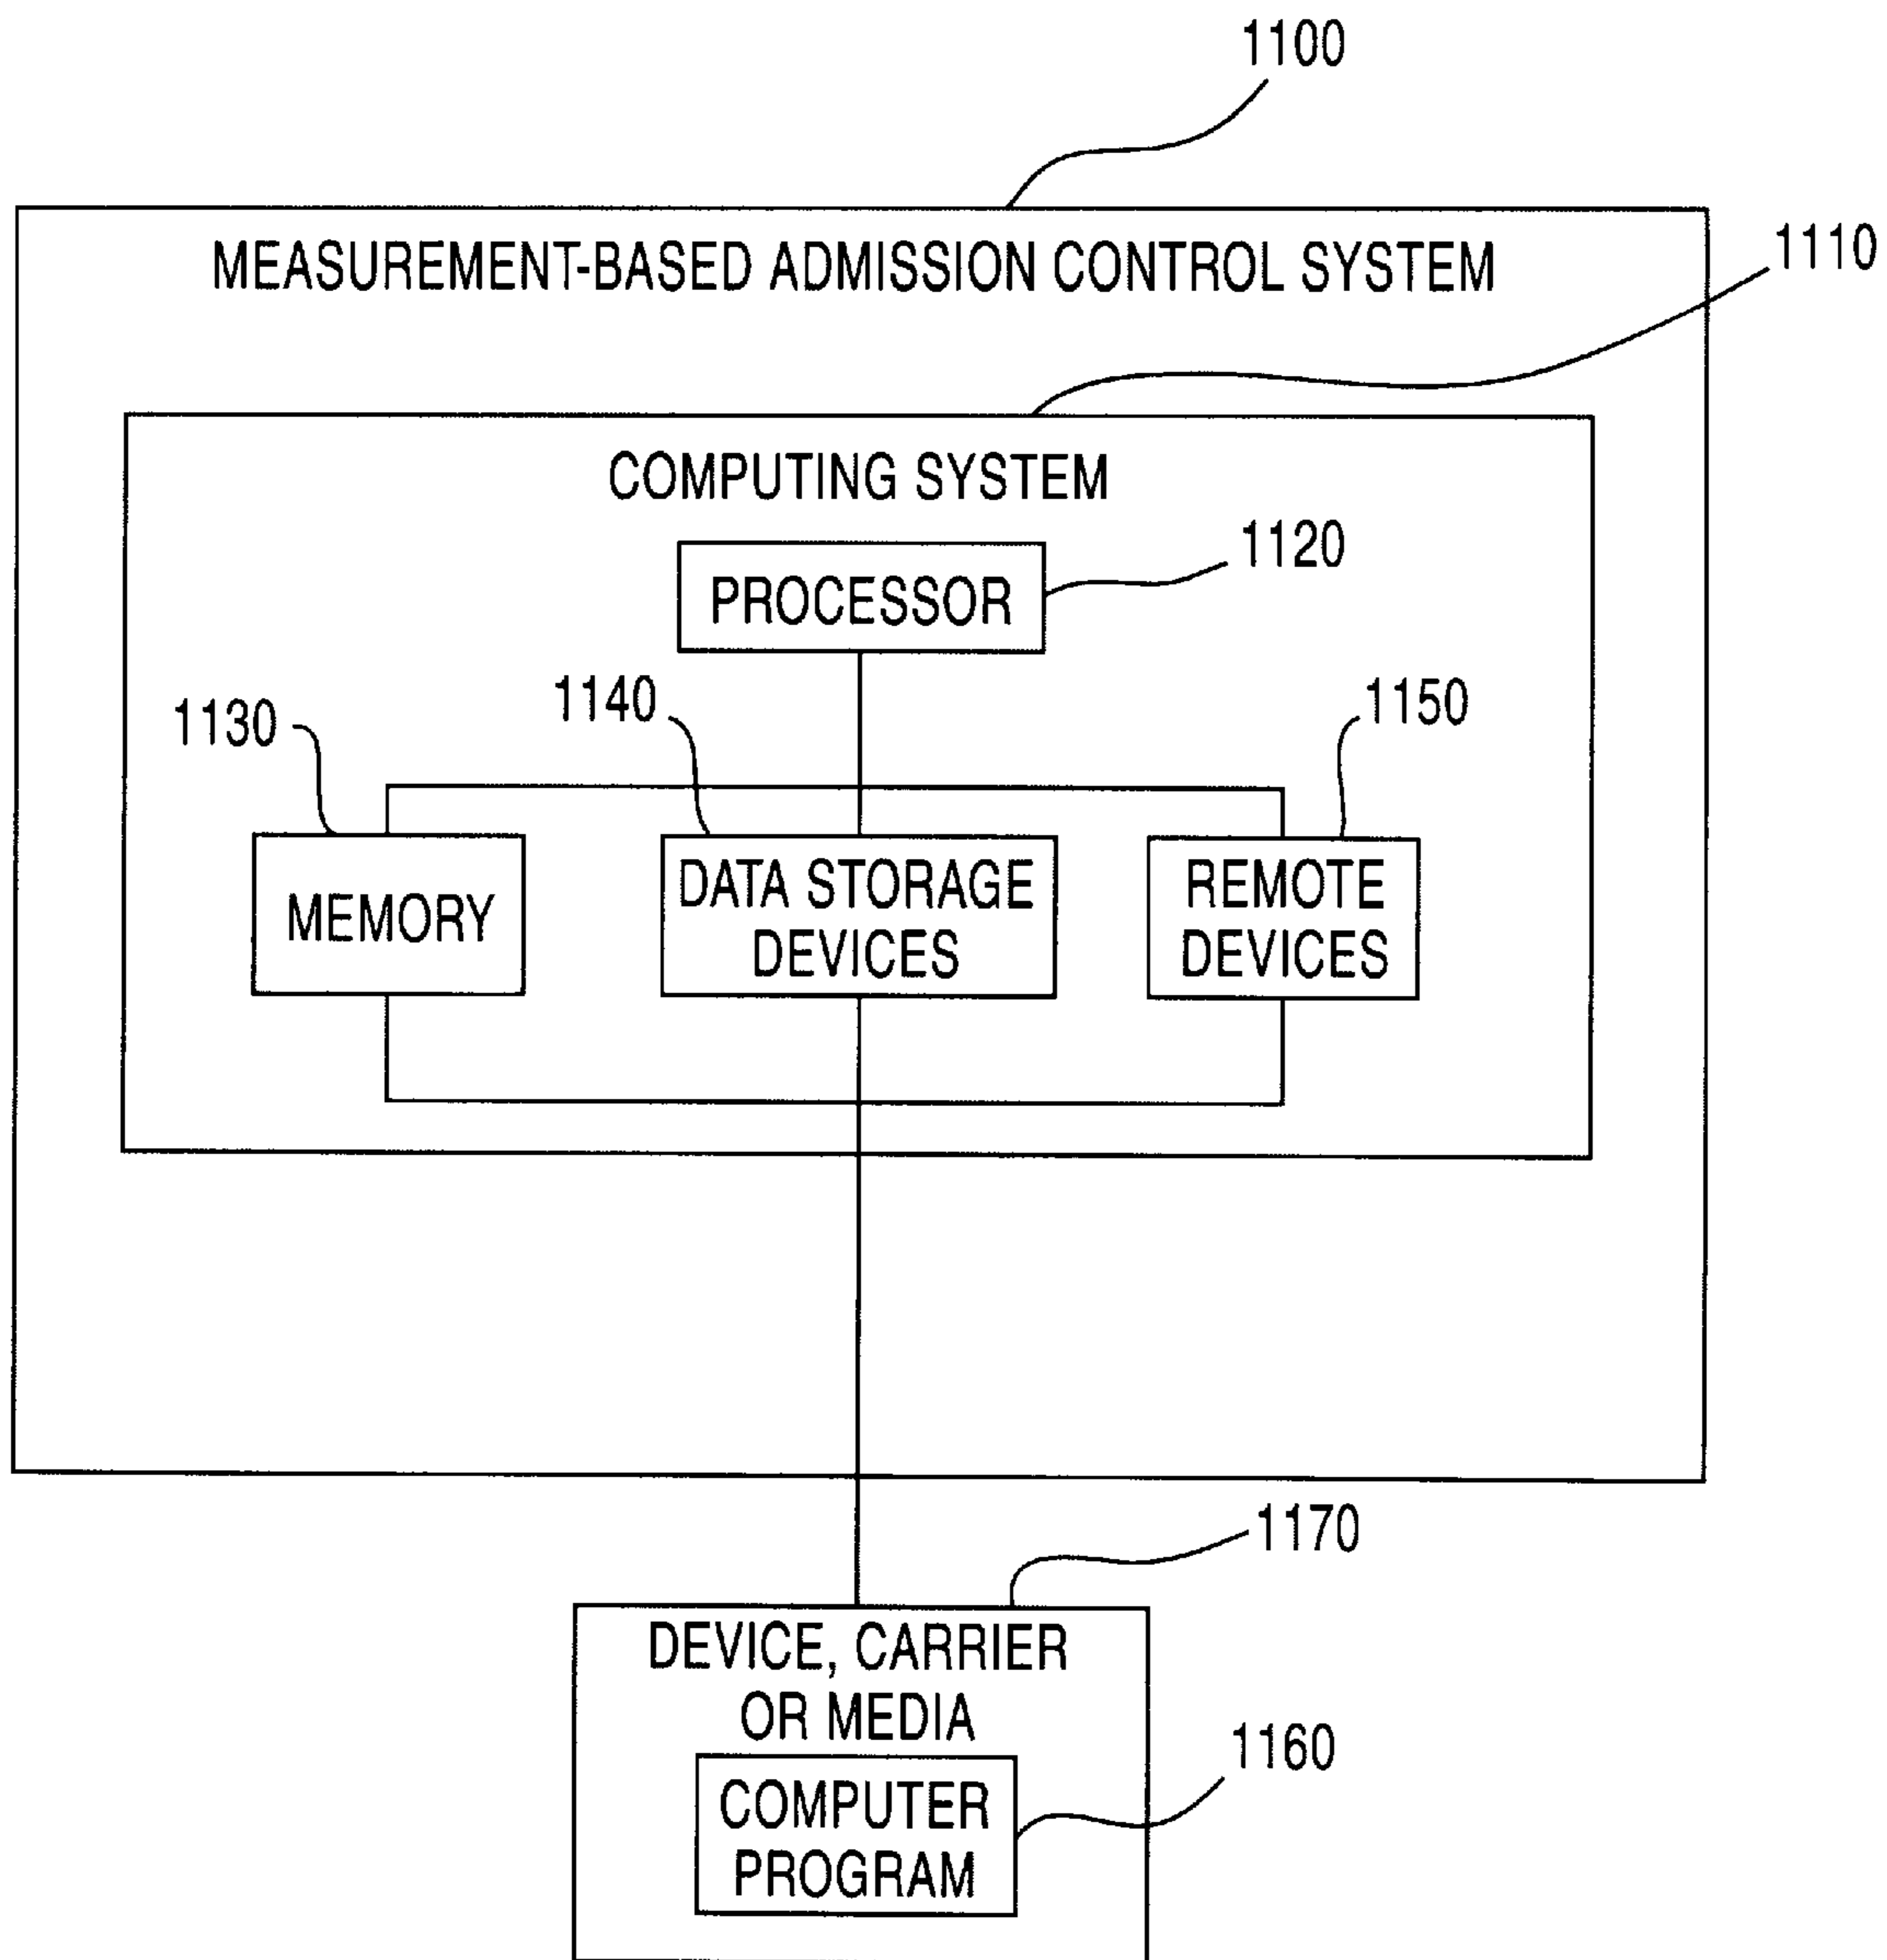 1100
MEASUREMENT-BASED ADMISSION CONTROL SYSTEM
1110
COMPUTING SYSTEM
1120
PROCESSOR
1130
1140
1150
MEMORY
DATA STORAGE
DEVICES
REMOTE
DEVICES
1170
DEVICE, CARRIER
OR MEDIA
1160
COMPUTER
PROGRAM